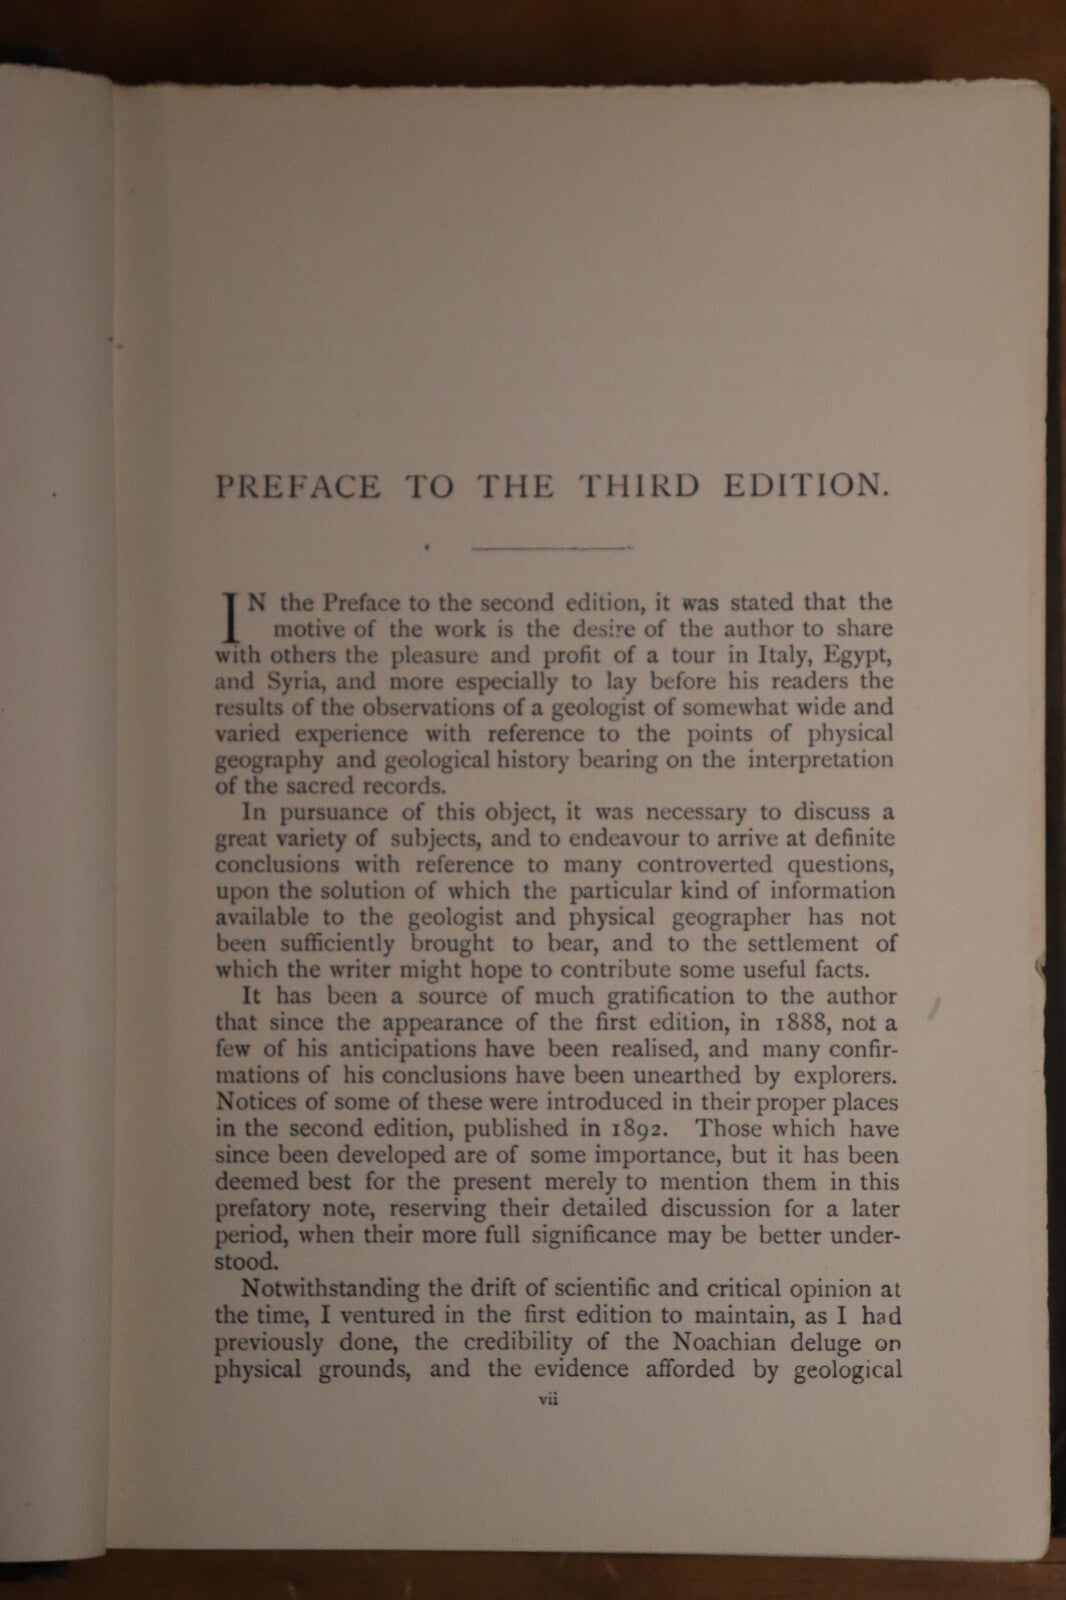 PREFACE TO THE THIRD EDITION.
IN the Preface to the second edition, it was stated that the
motive of the work is the desire of the author to share
with others the pleasure and profit of a tour in Italy, Egypt,
and Syria, and more especially to lay before his readers the
results of the observations of a geologist of somewhat wide and
varied experience with reference to the points of physical
geography and geological history bearing on the interpretation
of the sacred records.
In pursuance of this object, it was necessary to discuss a
great variety of subjects, and to endeavour to arrive at definite
conclusions with reference to many controverted questions,
upon the solution of which the particular kind of information
available to the geologist and physical geographer has not
been sufficiently brought to bear, and to the settlement of
which the writer might hope to contribute some useful facts.
It has been a source of much gratification to the author
that since the appearance of the first edition, in 1888, not a
few of his anticipations have been realised, and many confir-
mations of his conclusions have been unearthed by explorers.
Notices of some of these were introduced in their proper places
in the second edition, published in 1892. Those which have
since been developed are of some importance, but it has been
deemed best for the present merely to mention them in this
prefatory note, reserving their detailed discussion for a later
period, when their more full significance may be better under-
stood.
Notwithstanding the drift of scientific and critical opinion at
the time, I ventured in the first edition to maintain, as I had
previously done, the credibility of the Noachian deluge on
physical grounds, and the evidence afforded by geological
vii